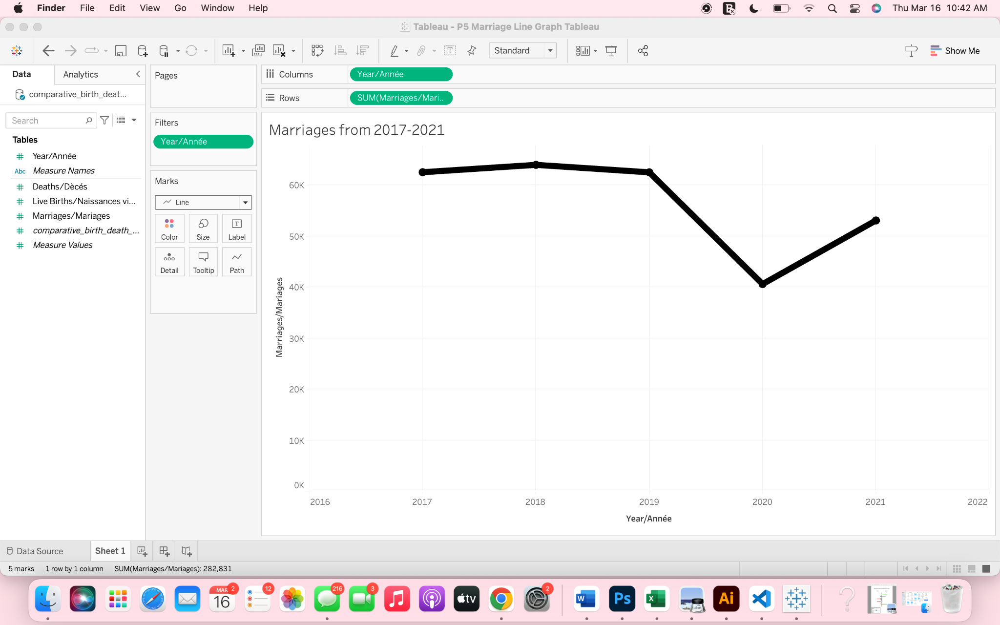 Finder File Edit View Go Window Help Thu Mar 16 10:42 AM
Tableau - P5 Marriage Line Graph Tableau
Standard
Show Me
Data Analytics
comparative_birth_deat...
Search
Tables
Year/Année
Abc Measure Names
Deaths/Dècés
Live Births/Naissances vi...
Marriages/Mariages
comparative_birth_death_...
Measure Values
Pages
Filters
Year/Année
Marks
Line
Color Size Label
T
Detail Tooltip Path
Columns Year/Année
Rows SUM(Marriages/Mari..
Marriages from 2017-2021
60K
50K
40K
30K
20K
10K
0K
Marriages/Mariages
2016 2017 2018 2019 2020 2021 2022
Year/Année
Data Source Sheet 1
5 marks 1 row by 1 column SUM(Marriages/Mariages): 282,831
MAR 2 12 216 3 2
16 tv W Ps X Ai